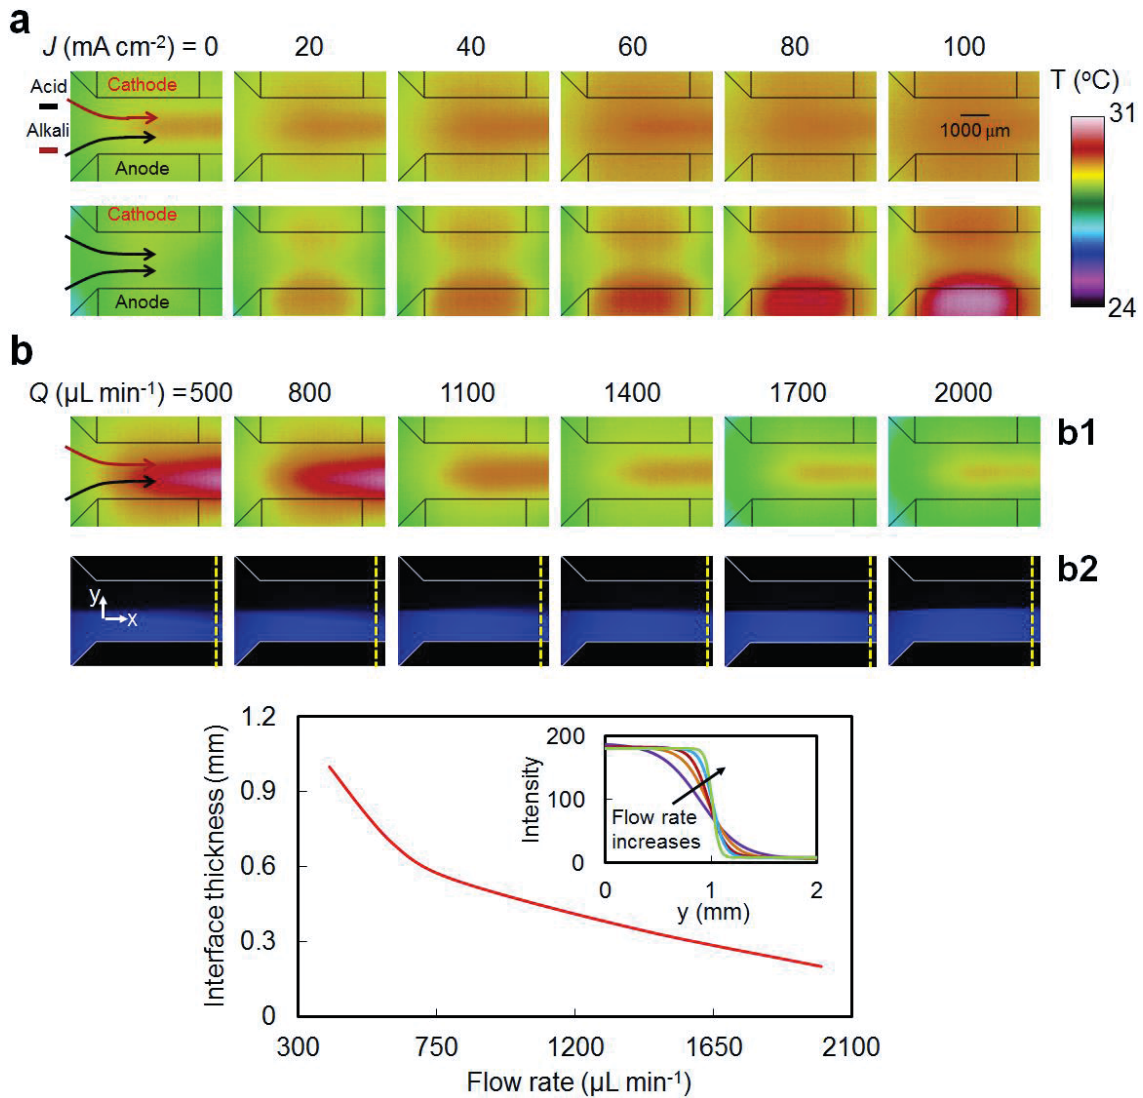 a
J (mA cm⁻²) = 0 20 40 60 80 100
Acid
Alkali
Cathode
Anode
1000 µm
T (°C)
31
24
Cathode
Anode
b
Q (µL min⁻¹) =500 800 1100 1400 1700 2000
b1
b2
y
x
Interface thickness (mm)
1.2
0.9
0.6
0.3
0
300 750 1200 1650 2100
Flow rate (µL min⁻¹)
Intensity
200
100
0
Flow rate
increases
0 1 2
y (mm)